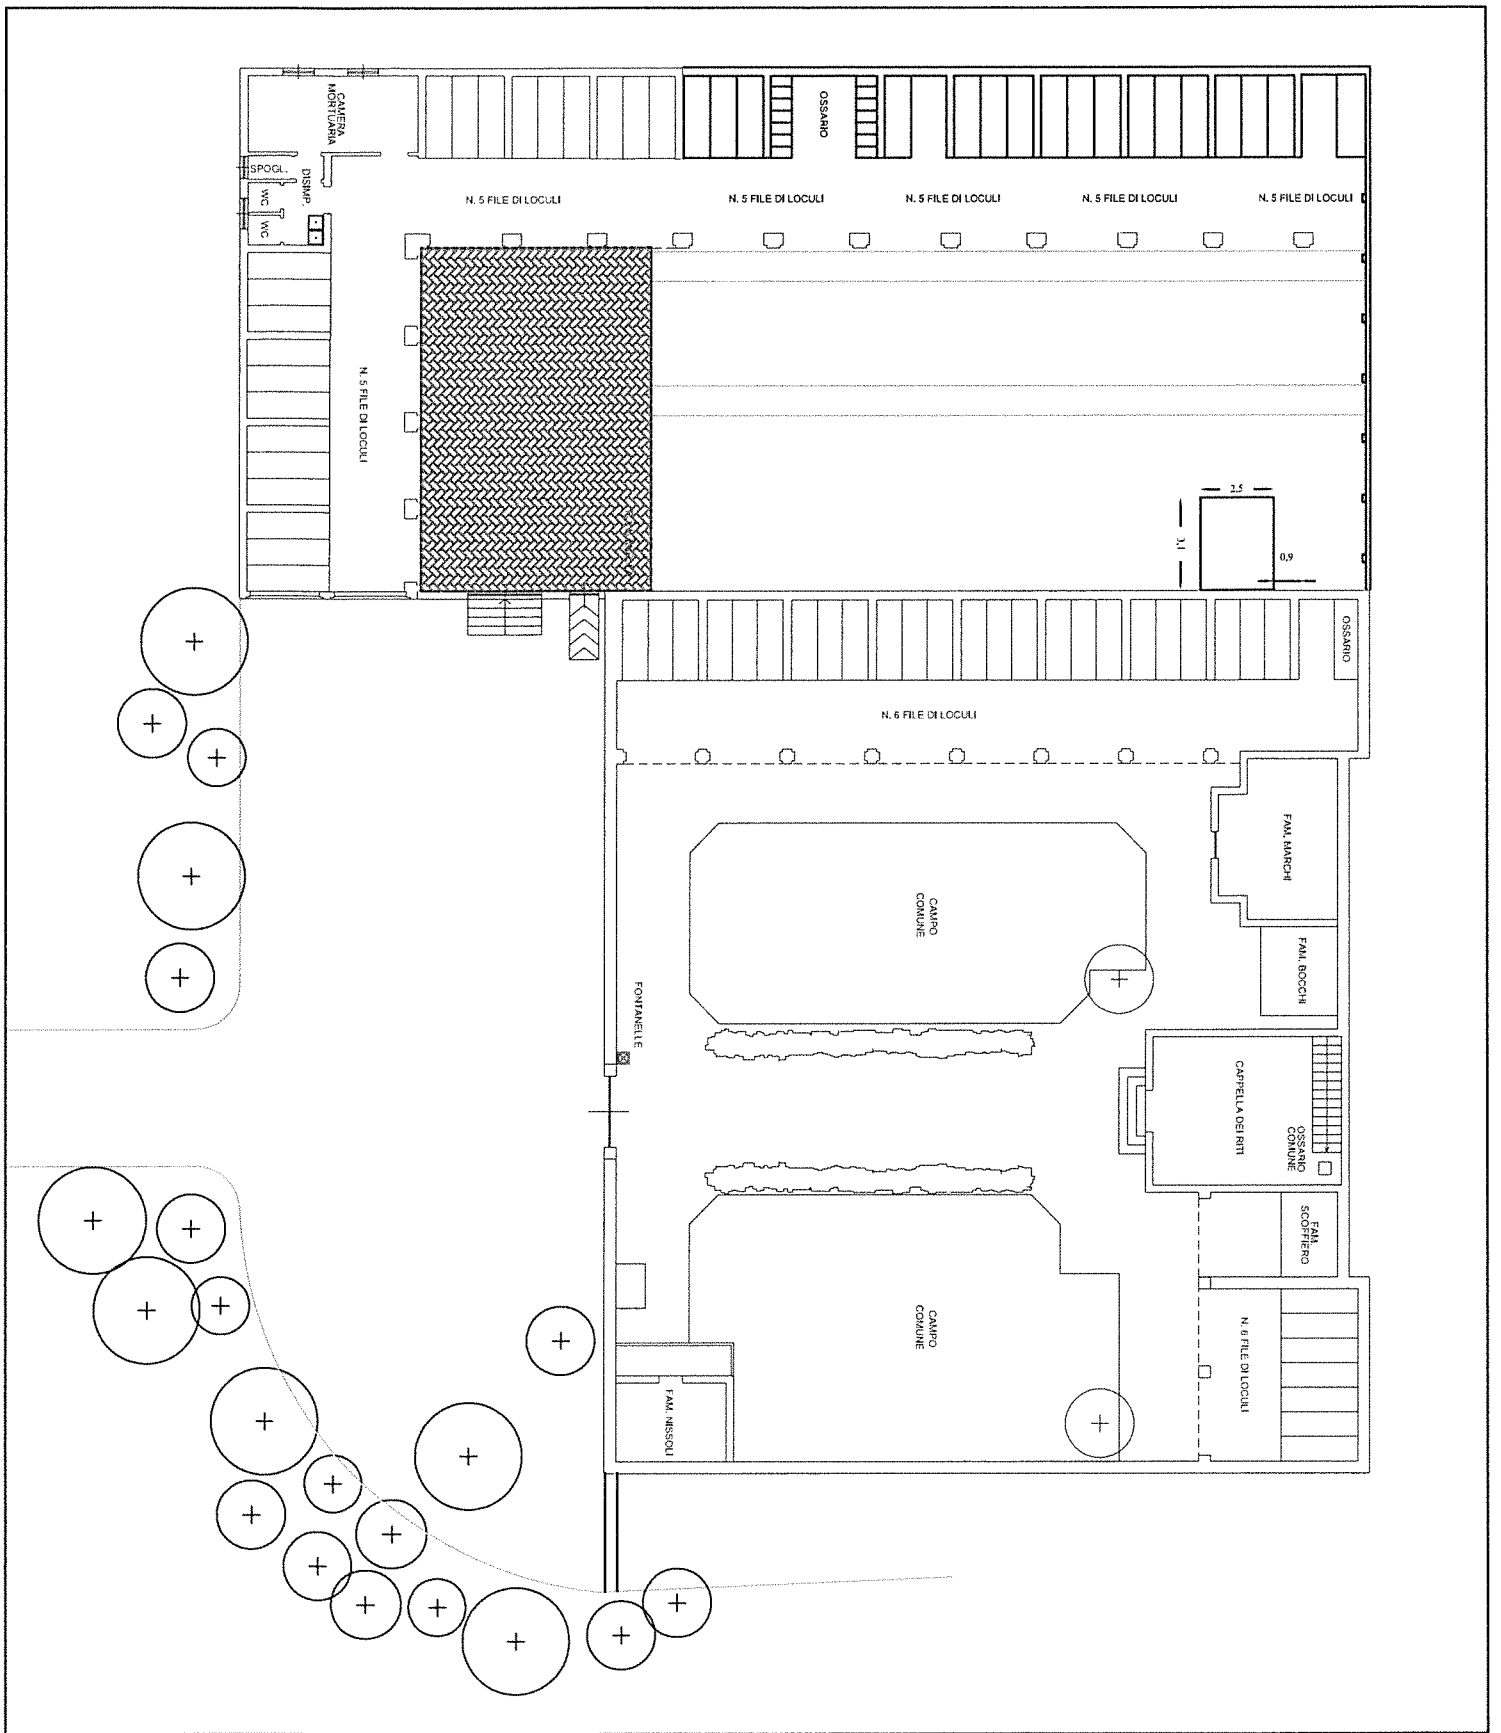 CAMERA
MORTUARIA
OSSARIO
SPOGL.
DISIMP.
WC
WC
N. 5 FILE DI LOCULI
N. 5 FILE DI LOCULI
N. 5 FILE DI LOCULI
N. 5 FILE DI LOCULI
N. 5 FILE DI LOCULI
N. 5 FILE DI LOCULI
2,5
3,1
0,9
OSSARIO
N. 6 FILE DI LOCULI
FAM. MARCHI
CAMPO
COMUNE
FAM. BOCCHI
FONTANELLE
CAPPELLA DEI RITI
OSSARIO
COMUNE
FAM.
SCOFFIERO
CAMPO
COMUNE
N. 6 FILE DI LOCULI
FAM. NISSOLI